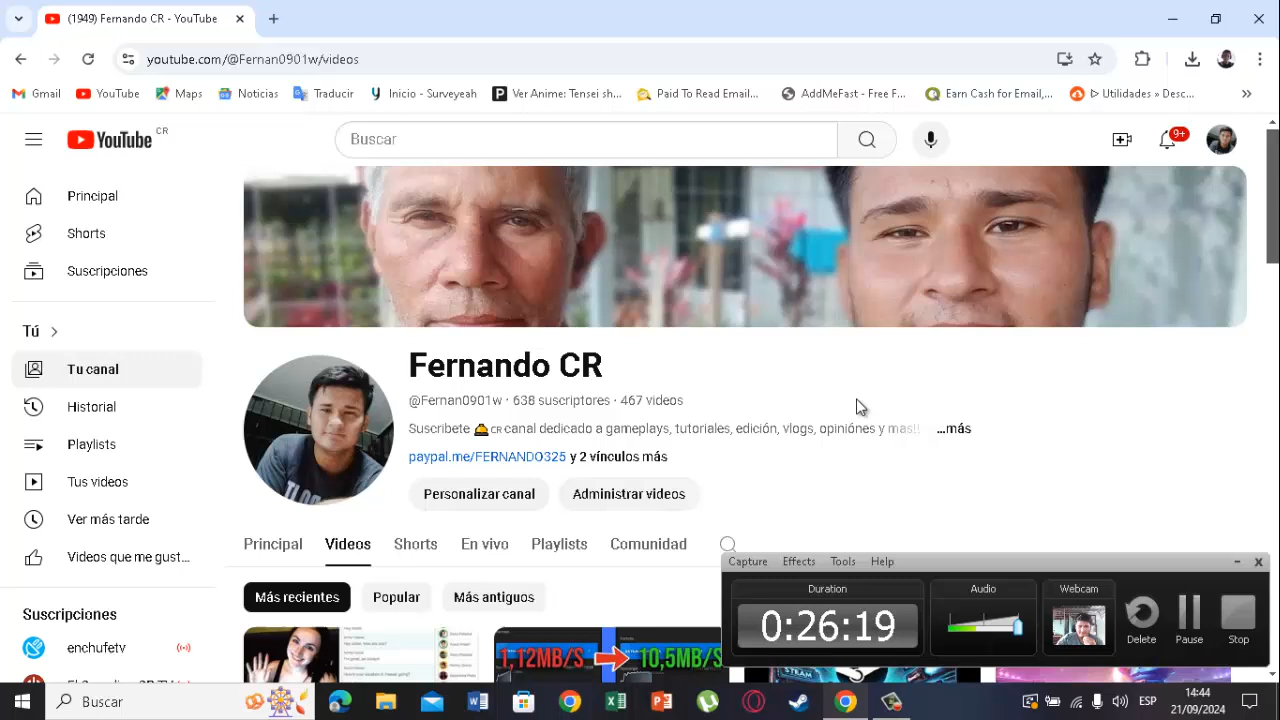 (1949) Fernando CR - YouTube
youtube.com/@Fernan0901w/videos
Gmail
YouTube
Maps
Noticias
Traducir
Inicio - Surveyeah
Ver Anime: Tensai sh...
Paid To Read Email...
AddMeFast - Free F...
Earn Cash for Email,...
ᐅ Utilidades » Desc...
YouTube CR
Buscar
9+
Principal
Shorts
Suscripciones
Tú
Tu canal
Historial
Playlists
Tus videos
Ver más tarde
Videos que me gust...
Suscripciones
Fernando CR
@Fernan0901w · 638 suscriptores · 467 videos
Suscribete CR canal dedicado a gameplays, tutoriales, edición, vlogs, opiniónes y mas!! ...más
paypal.me/FERNANDO325 y 2 vínculos más
Personalizar canal
Administrar videos
Principal
Videos
Shorts
En vivo
Playlists
Comunidad
Más recientes
Popular
Más antiguos
1,12MB/S
10,5MB/S
Capture
Effects
Tools
Help
Duration
0:26:19
Audio
Webcam
Delete
Pause
Stop
Buscar
ESP
14:44
21/09/2024